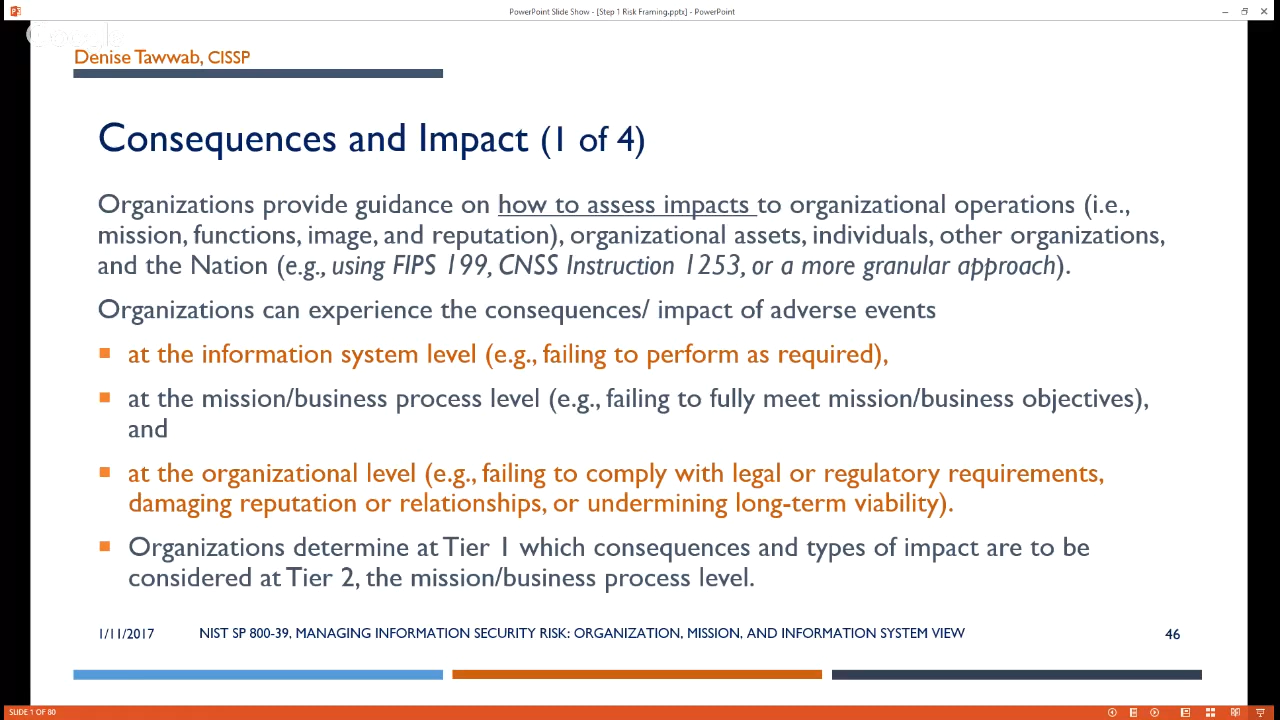 PowerPoint Slide Show - [Step 1 Risk Framing.pptx] - PowerPoint
Denise Tawwab, CISSP
Consequences and Impact (1 of 4)
Organizations provide guidance on how to assess impacts to organizational operations (i.e.,
mission, functions, image, and reputation), organizational assets, individuals, other organizations,
and the Nation (e.g., using FIPS 199, CNSS Instruction 1253, or a more granular approach).
Organizations can experience the consequences/ impact of adverse events
at the information system level (e.g., failing to perform as required),
at the mission/business process level (e.g., failing to fully meet mission/business objectives),
and
at the organizational level (e.g., failing to comply with legal or regulatory requirements,
damaging reputation or relationships, or undermining long-term viability).
Organizations determine at Tier 1 which consequences and types of impact are to be
considered at Tier 2, the mission/business process level.
1/11/2017 NIST SP 800-39, MANAGING INFORMATION SECURITY RISK: ORGANIZATION, MISSION, AND INFORMATION SYSTEM VIEW 46
SLIDE 1 OF 80